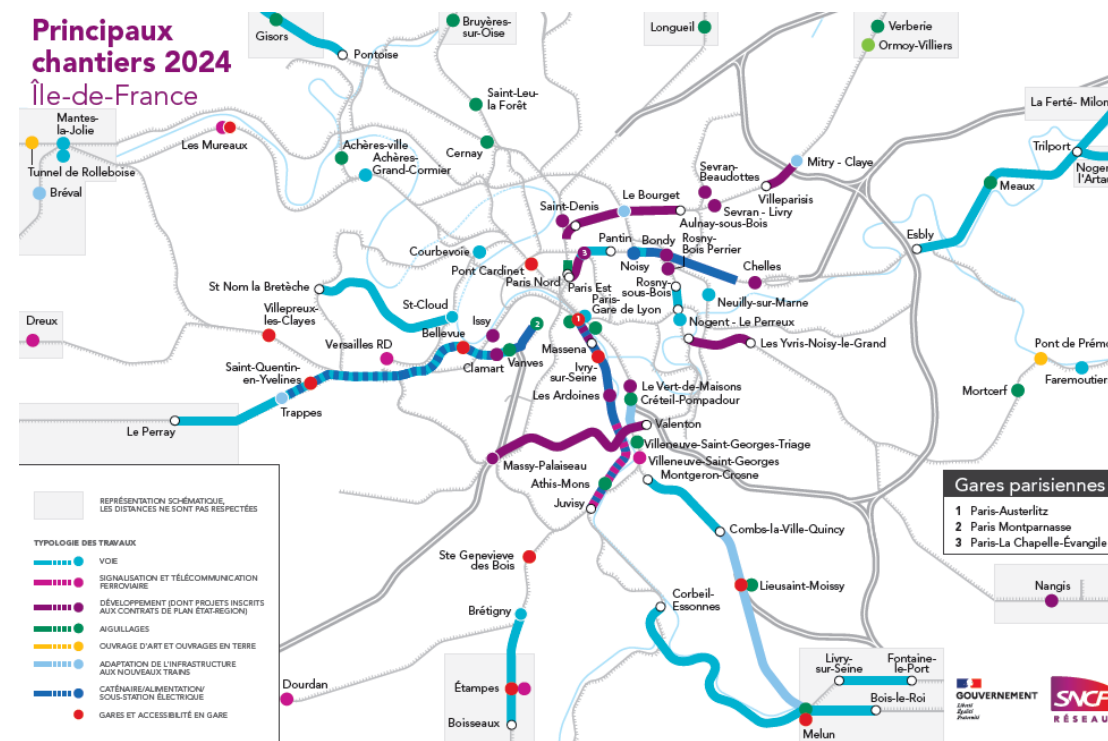 Principaux
chantiers 2024
Île-de-France
Gisors
Pontoise
Bruyères-
sur-Oise
Longueil
Verberie
Ormoy-Villiers
La Ferté- Milon
Trilport
Nogent
l'Artau
Meaux
Esbly
Mantes-
la-Jolie
Tunnel de Rolleboise
Bréval
Les Mureaux
Achères-ville
Achères-
Grand-Cormier
Saint-Leu-
la Forêt
Cernay
Sevran-
Beaudottes
Mitry - Claye
Villeparisis
Sevran - Livry
Aulnay-sous-Bois
Le Bourget
Saint-Denis
Courbevoie
Pont Cardinet
Paris Nord
Paris Est
3
Pantin
Noisy
Bondy
Rosny-
Bois Perrier
Rosny-
sous-Bois
Chelles
Neuilly-sur-Marne
Nogent - Le Perreux
Les Yvris-Noisy-le-Grand
St Nom la Bretèche
Villepreux-
les-Clayes
Dreux
St-Cloud
Bellevue
Issy
2
Versailles RD
Clamart
Vanves
Saint-Quentin-
en-Yvelines
Trappes
Le Perray
Paris-
Gare de Lyon
1
Massena
Ivry-
sur-Seine
Les Ardoines
Le Vert-de-Maisons
Créteil-Pompadour
Valenton
Villeneuve-Saint-Georges-Triage
Villeneuve-Saint-Georges
Montgeron-Crosne
Massy-Palaiseau
Athis-Mons
Juvisy
Pont de Prémo
Faremoutier
Mortcerf
Combs-la-Ville-Quincy
Lieusaint-Moissy
Ste Genevieve
des Bois
Brétigny
Corbeil-
Essonnes
Étampes
Boisseaux
Dourdan
Livry-
sur-Seine
Fontaine-
le-Port
Bois-le-Roi
Melun
Nangis
Gares parisiennes
1 Paris-Austerlitz
2 Paris Montparnasse
3 Paris-La Chapelle-Évangile
REPRÉSENTATION SCHÉMATIQUE,
LES DISTANCES NE SONT PAS RESPECTÉES
TYPOLOGIE DES TRAVAUX
VOIE
SIGNALISATION ET TÉLÉCOMMUNICATION
FERROVIAIRE
DÉVELOPPEMENT (DONT PROJETS INSCRITS
AUX CONTRATS DE PLAN ÉTAT-REGION)
AIGUILLAGES
OUVRAGE D'ART ET OUVRAGES EN TERRE
ADAPTATION DE L'INFRASTRUCTURE
AUX NOUVEAUX TRAINS
CATÉNAIRE/ALIMENTATION/
SOUS-STATION ÉLECTRIQUE
GARES ET ACCESSIBILITÉ EN GARE
GOUVERNEMENT
Liberté
Égalité
Fraternité
SNCF
RÉSEAU